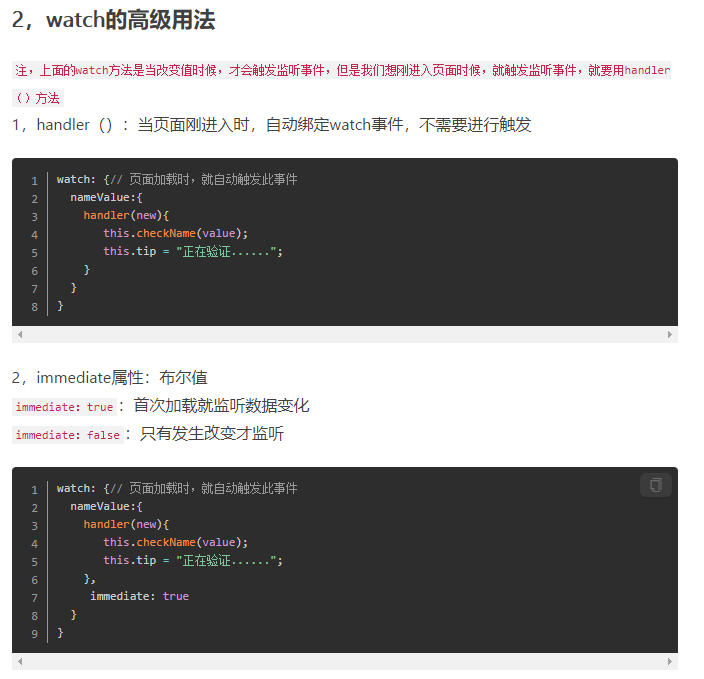 2，watch的高级用法
注，上面的watch方法是当改变值时候，才会触发监听事件，但是我们想刚进入页面时候，就触发监听事件，就要用handler
（）方法
1，handler（）：当页面刚进入时，自动绑定watch事件，不需要进行触发
1 watch: {// 页面加载时，就自动触发此事件
2 nameValue:{
3 handler(new){
4 this.checkName(value);
5 this.tip = "正在验证......";
6 }
7 }
8 }
2，immediate属性：布尔值
immediate：true：首次加载就监听数据变化
immediate：false：只有发生改变才监听
1 watch: {// 页面加载时，就自动触发此事件
2 nameValue:{
3 handler(new){
4 this.checkName(value);
5 this.tip = "正在验证......";
6 },
7 immediate: true
8 }
9 }